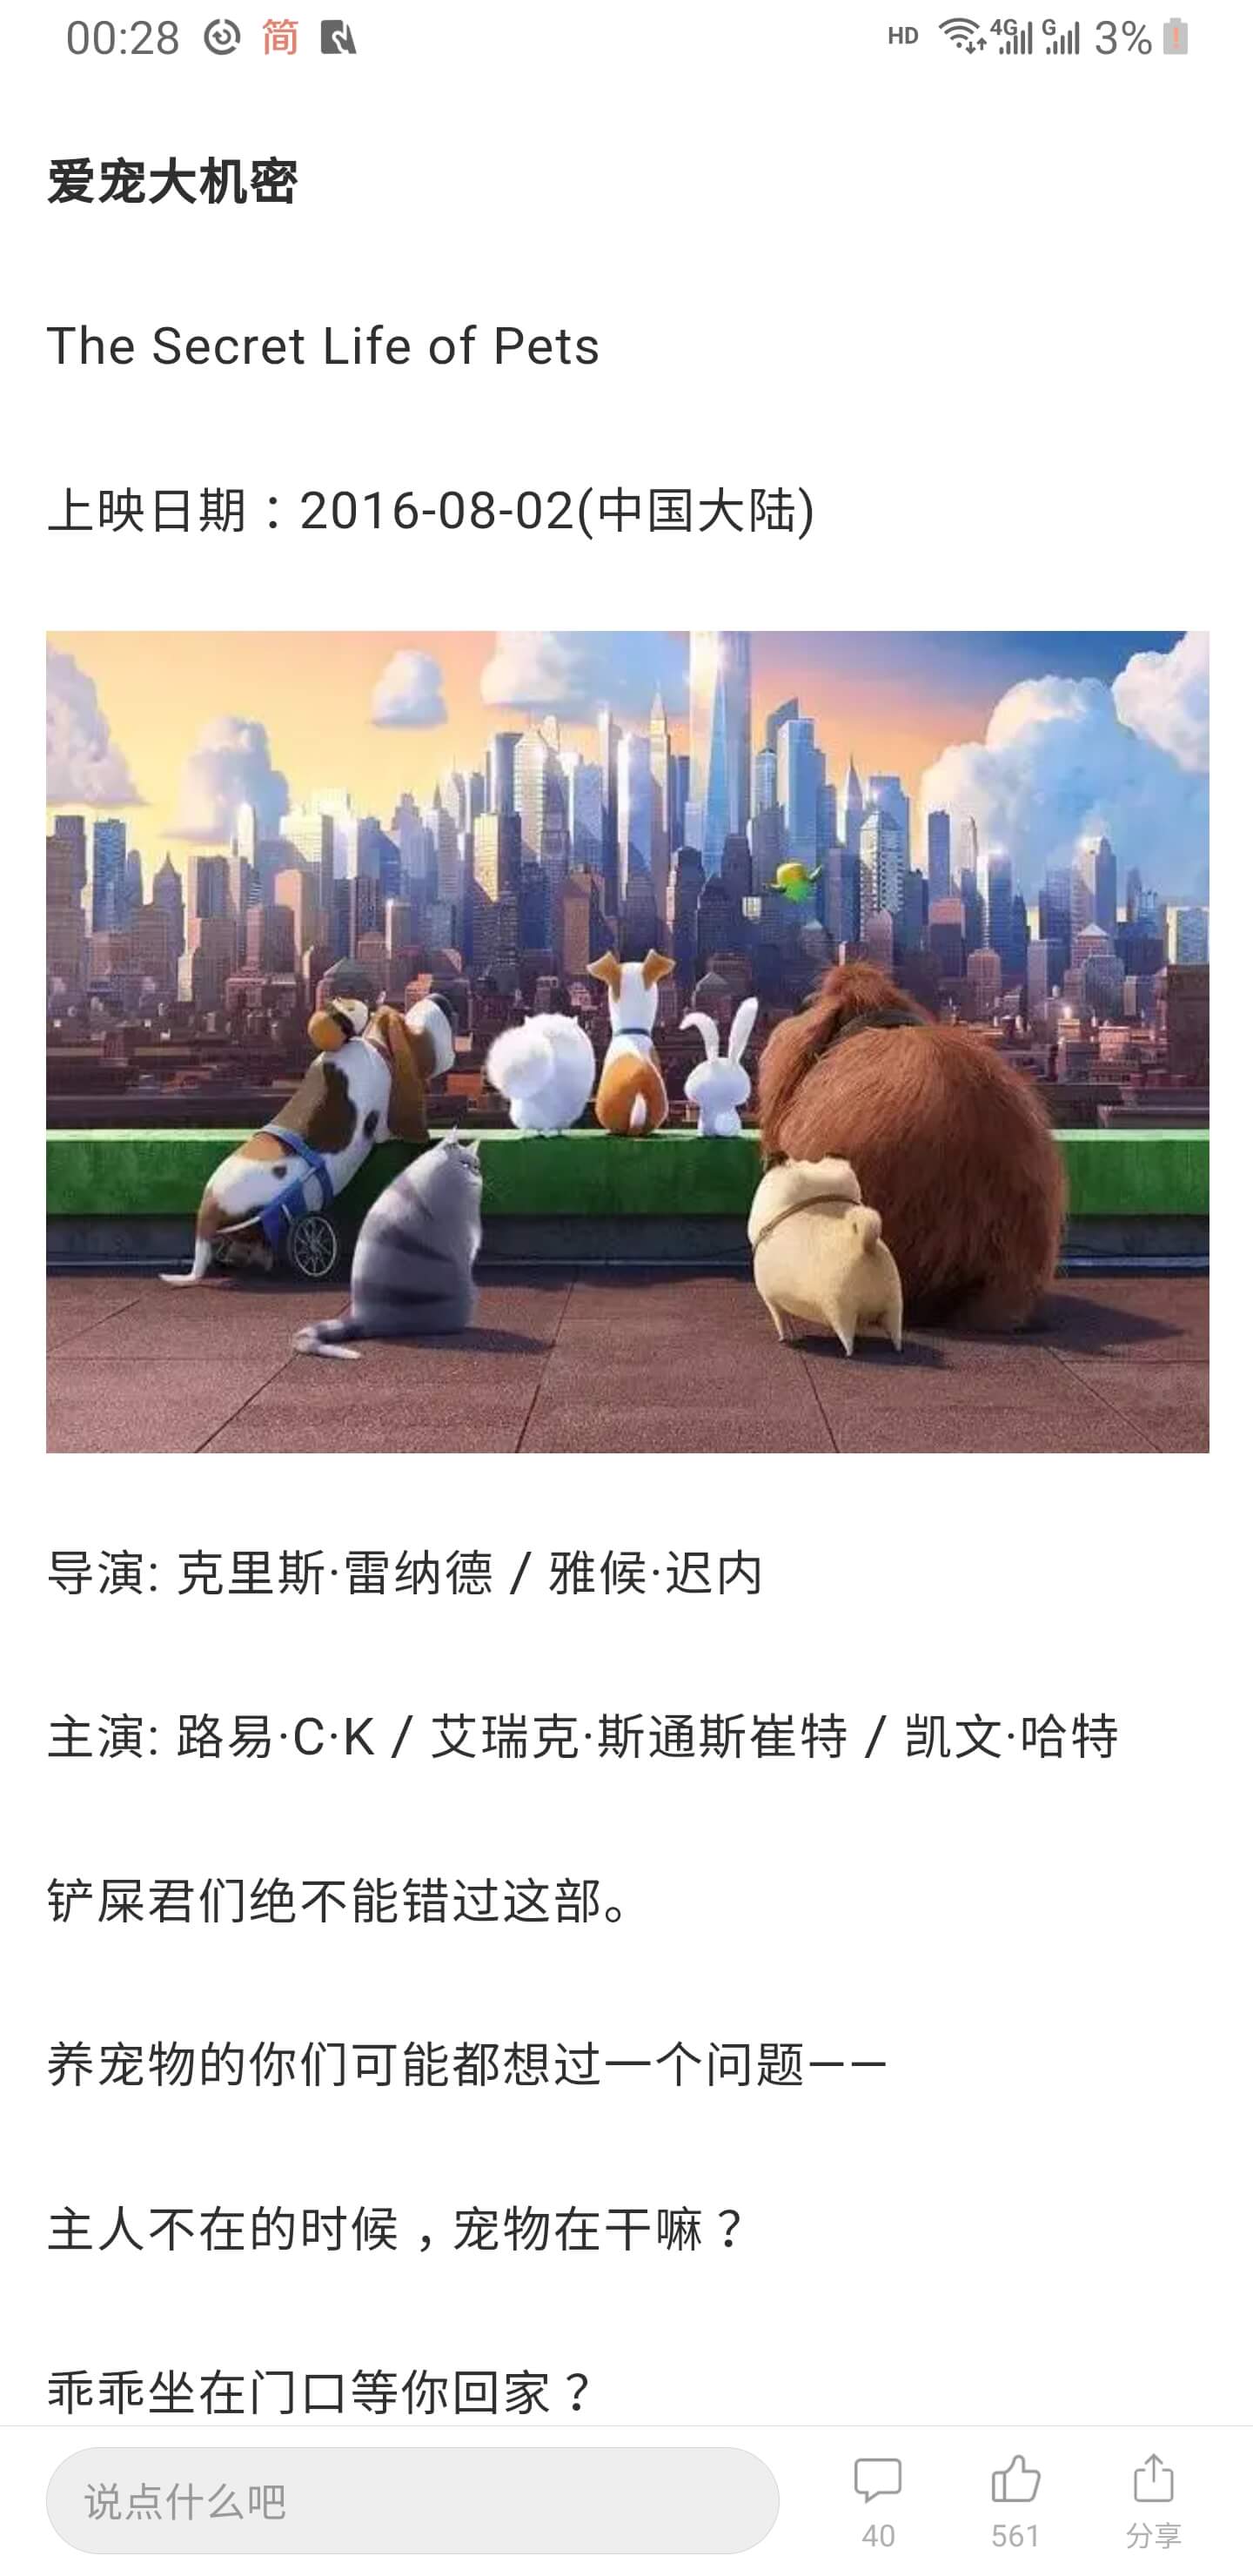 00:28 简 HD 4G G 3%
爱宠大机密
The Secret Life of Pets
上映日期：2016-08-02(中国大陆)
导演: 克里斯·雷纳德 / 雅候·迟内
主演: 路易·C·K / 艾瑞克·斯通斯崔特 / 凯文·哈特
铲屎君们绝不能错过这部。
养宠物的你们可能都想过一个问题——
主人不在的时候，宠物在干嘛？
乖乖坐在门口等你回家？
说点什么吧
40 561 分享